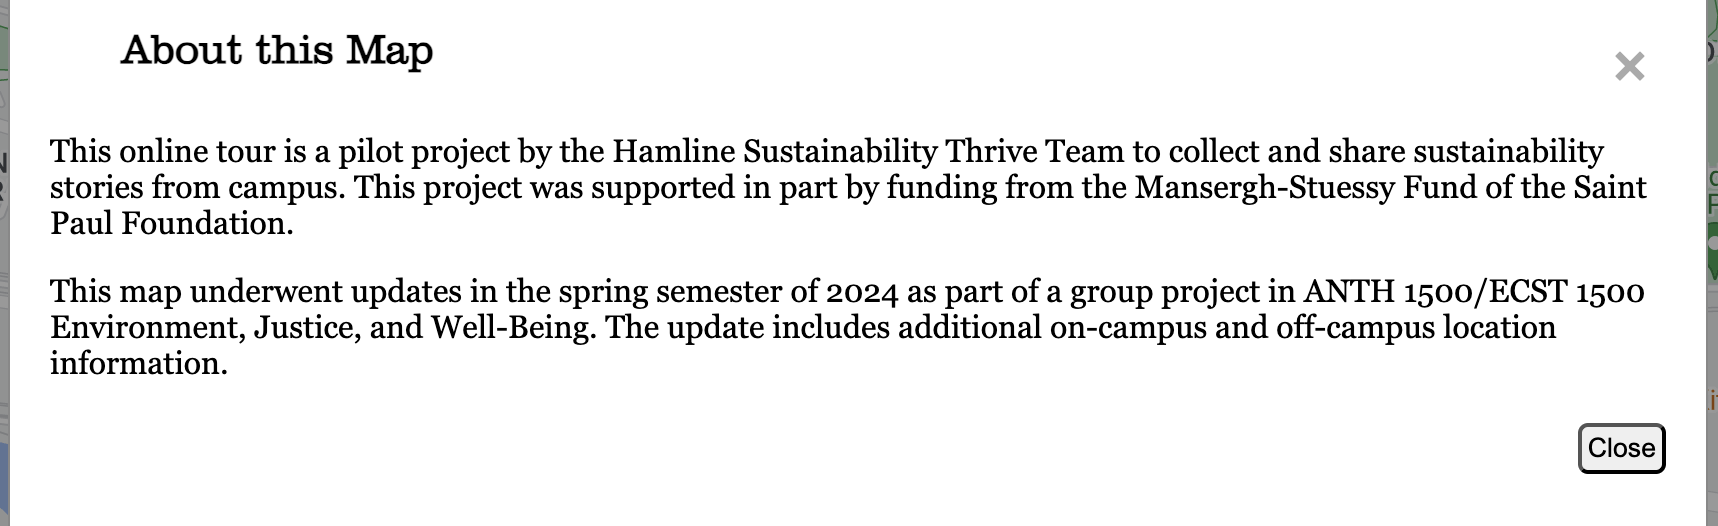 About this Map
×
This online tour is a pilot project by the Hamline Sustainability Thrive Team to collect and share sustainability
stories from campus. This project was supported in part by funding from the Mansergh-Stuessy Fund of the Saint
Paul Foundation.
This map underwent updates in the spring semester of 2024 as part of a group project in ANTH 1500/ECST 1500
Environment, Justice, and Well-Being. The update includes additional on-campus and off-campus location
information.
Close